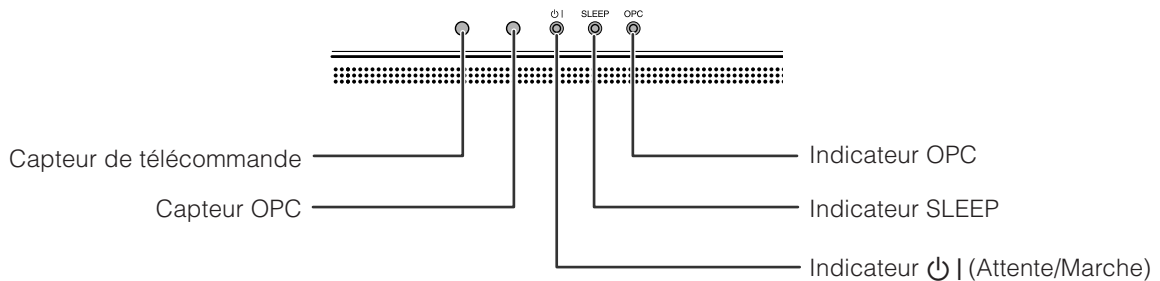 ⏻ | SLEEP OPC
Capteur de télécommande
Indicateur OPC
Capteur OPC
Indicateur SLEEP
Indicateur ⏻ | (Attente/Marche)